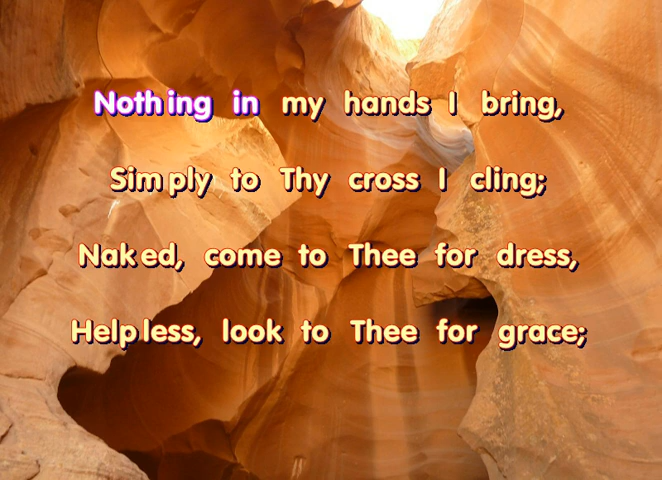 Nothing in my hands I bring,
Simply to Thy cross I cling;
Naked, come to Thee for dress,
Helpless, look to Thee for grace;